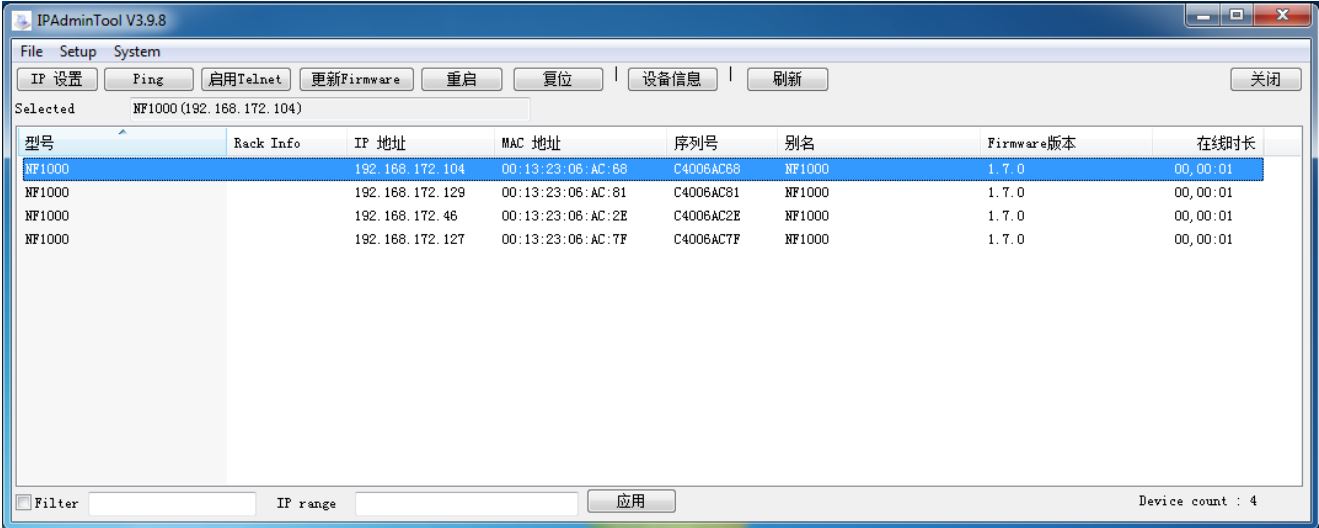 IPAdminTool V3.9.8
File Setup System
IP 设置 Ping 启用Telnet 更新Firmware 重启 复位 | 设备信息 | 刷新 关闭
Selected NF1000(192.168.172.104)
型号 Rack Info IP 地址 MAC 地址 序列号 别名 Firmware版本 在线时长
NF1000 192.168.172.104 00:13:23:06:AC:68 C4006AC68 NF1000 1.7.0 00,00:01
NF1000 192.168.172.129 00:13:23:06:AC:81 C4006AC81 NF1000 1.7.0 00,00:01
NF1000 192.168.172.46 00:13:23:06:AC:2E C4006AC2E NF1000 1.7.0 00,00:01
NF1000 192.168.172.127 00:13:23:06:AC:7F C4006AC7F NF1000 1.7.0 00,00:01
Filter IP range 应用 Device count : 4